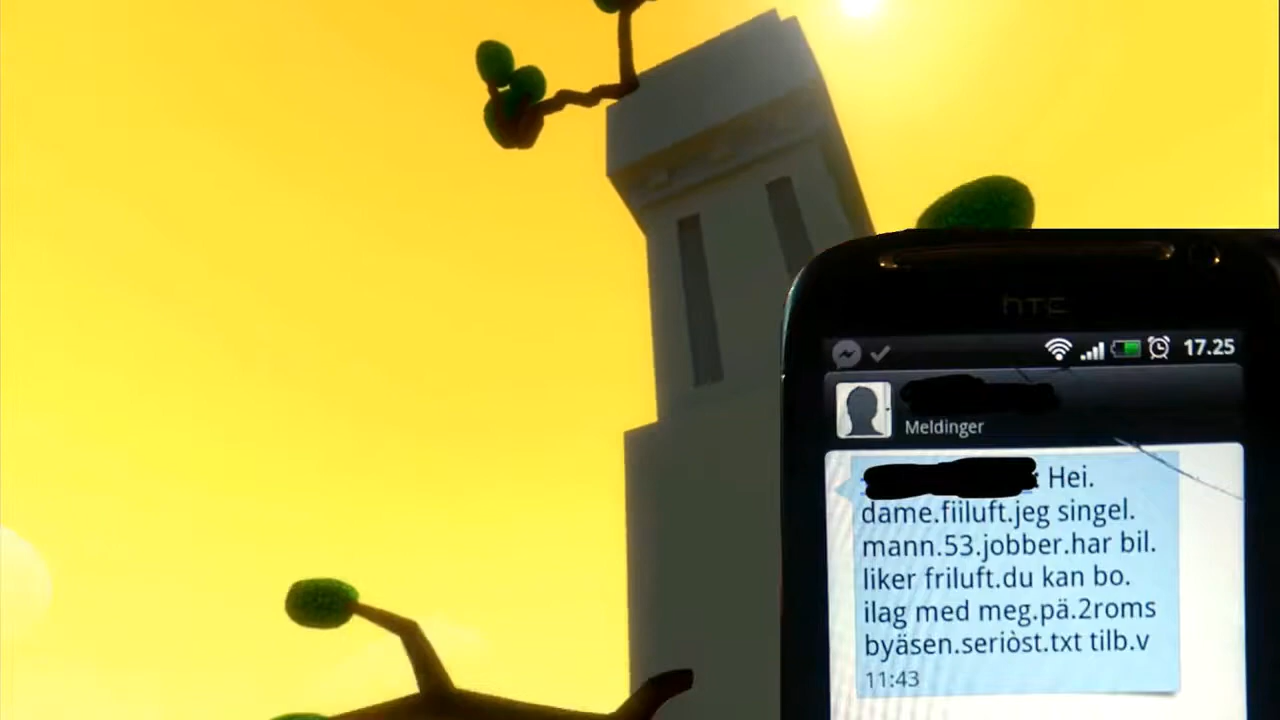 htc
17.25
Meldinger
: Hei.
dame.fiiluft.jeg singel.
mann.53.jobber.har bil.
liker friluft.du kan bo.
ilag med meg.pä.2roms
byäsen.seriòst.txt tilb.v
11:43